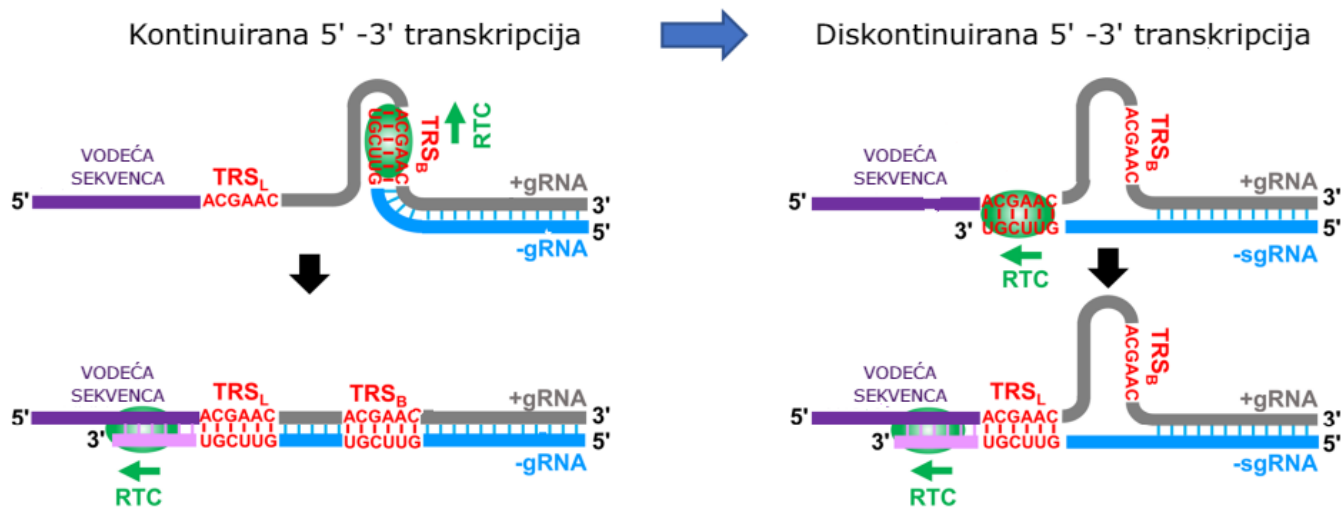 Kontinuirana 5' -3' transkripcija
Diskontinuirana 5' -3' transkripcija
UGCUUG
ACGAAC
TRSB
RTC
VODEĆA
SEKVENCA
TRSL
5'
ACGAAC
+gRNA
3'
5'
-gRNA
ACGAAC
TRSB
VODEĆA
SEKVENCA
TRSL
+gRNA
5'
ACGAAC
3'
3'
UGCUUG
5'
RTC
-sgRNA
VODEĆA
SEKVENCA
TRSL
TRSB
+gRNA
5'
ACGAAC
ACGAAC
3'
3'
UGCUUG
UGCUUG
5'
RTC
-gRNA
ACGAAC
TRSB
VODEĆA
SEKVENCA
TRSL
+gRNA
5'
ACGAAC
3'
3'
UGCUUG
5'
RTC
-sgRNA